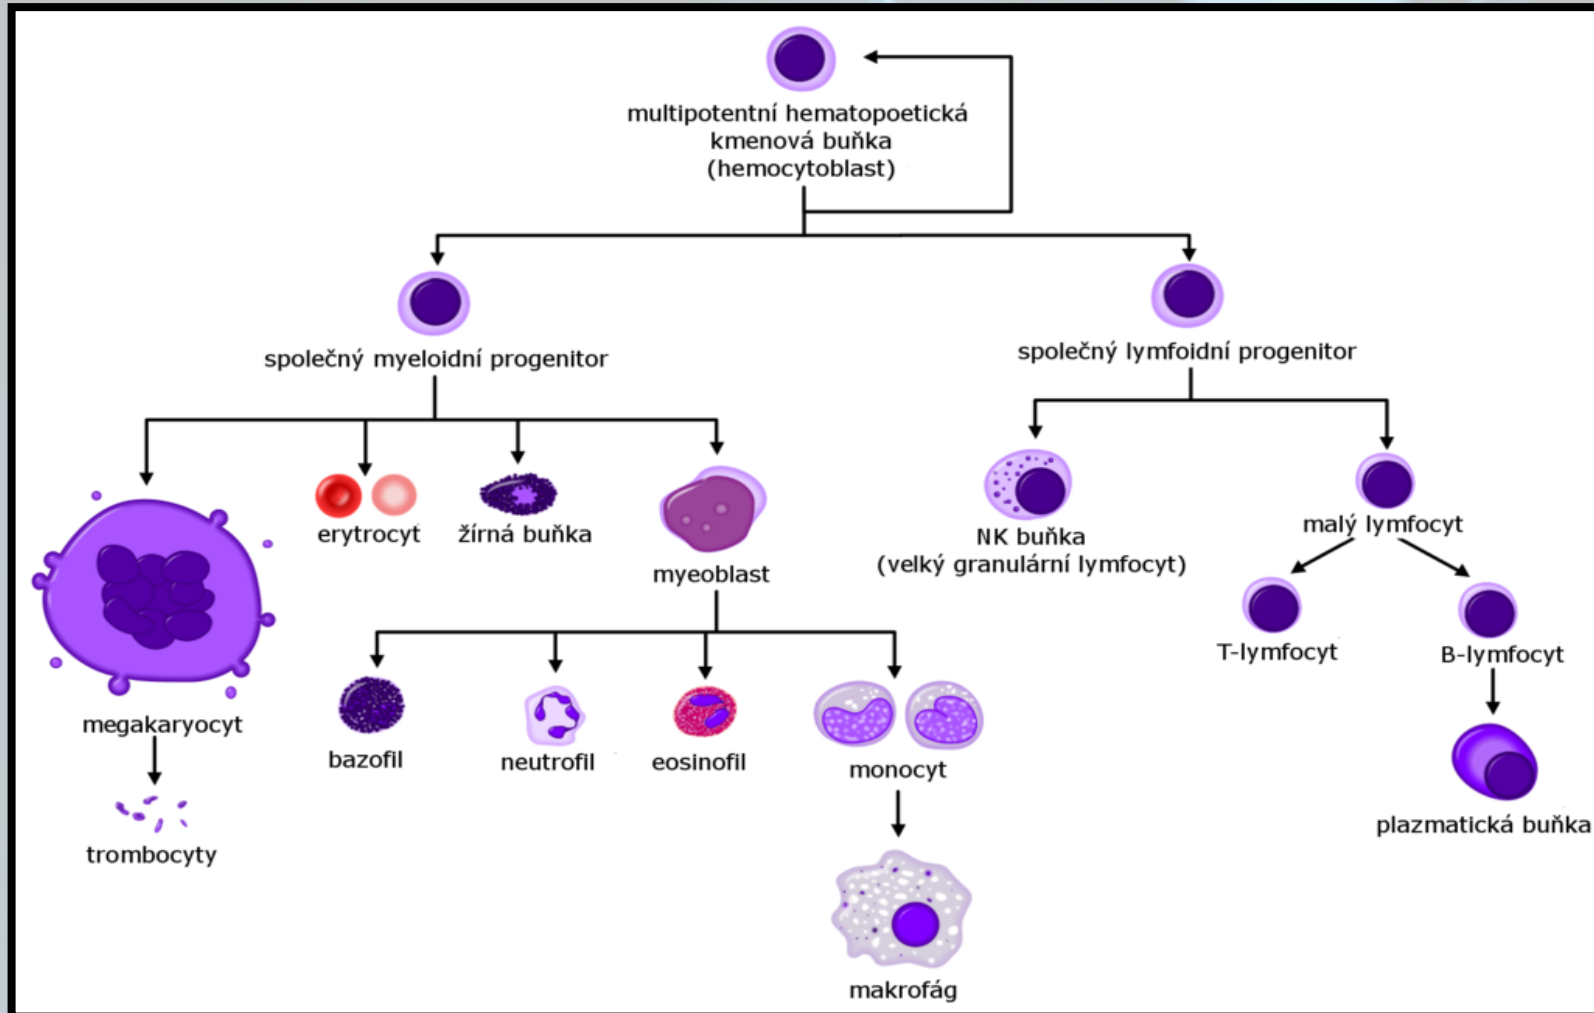 multipotentní hematopoetická
kmenová buňka
(hemocytoblast)
společný myeloidní progenitor
společný lymfoidní progenitor
erytrocyt
žírná buňka
myeoblast
NK buňka
(velký granulární lymfocyt)
malý lymfocyt
T-lymfocyt
B-lymfocyt
megakaryocyt
bazofil
neutrofil
eosinofil
monocyt
plazmatická buňka
trombocyty
makrofág